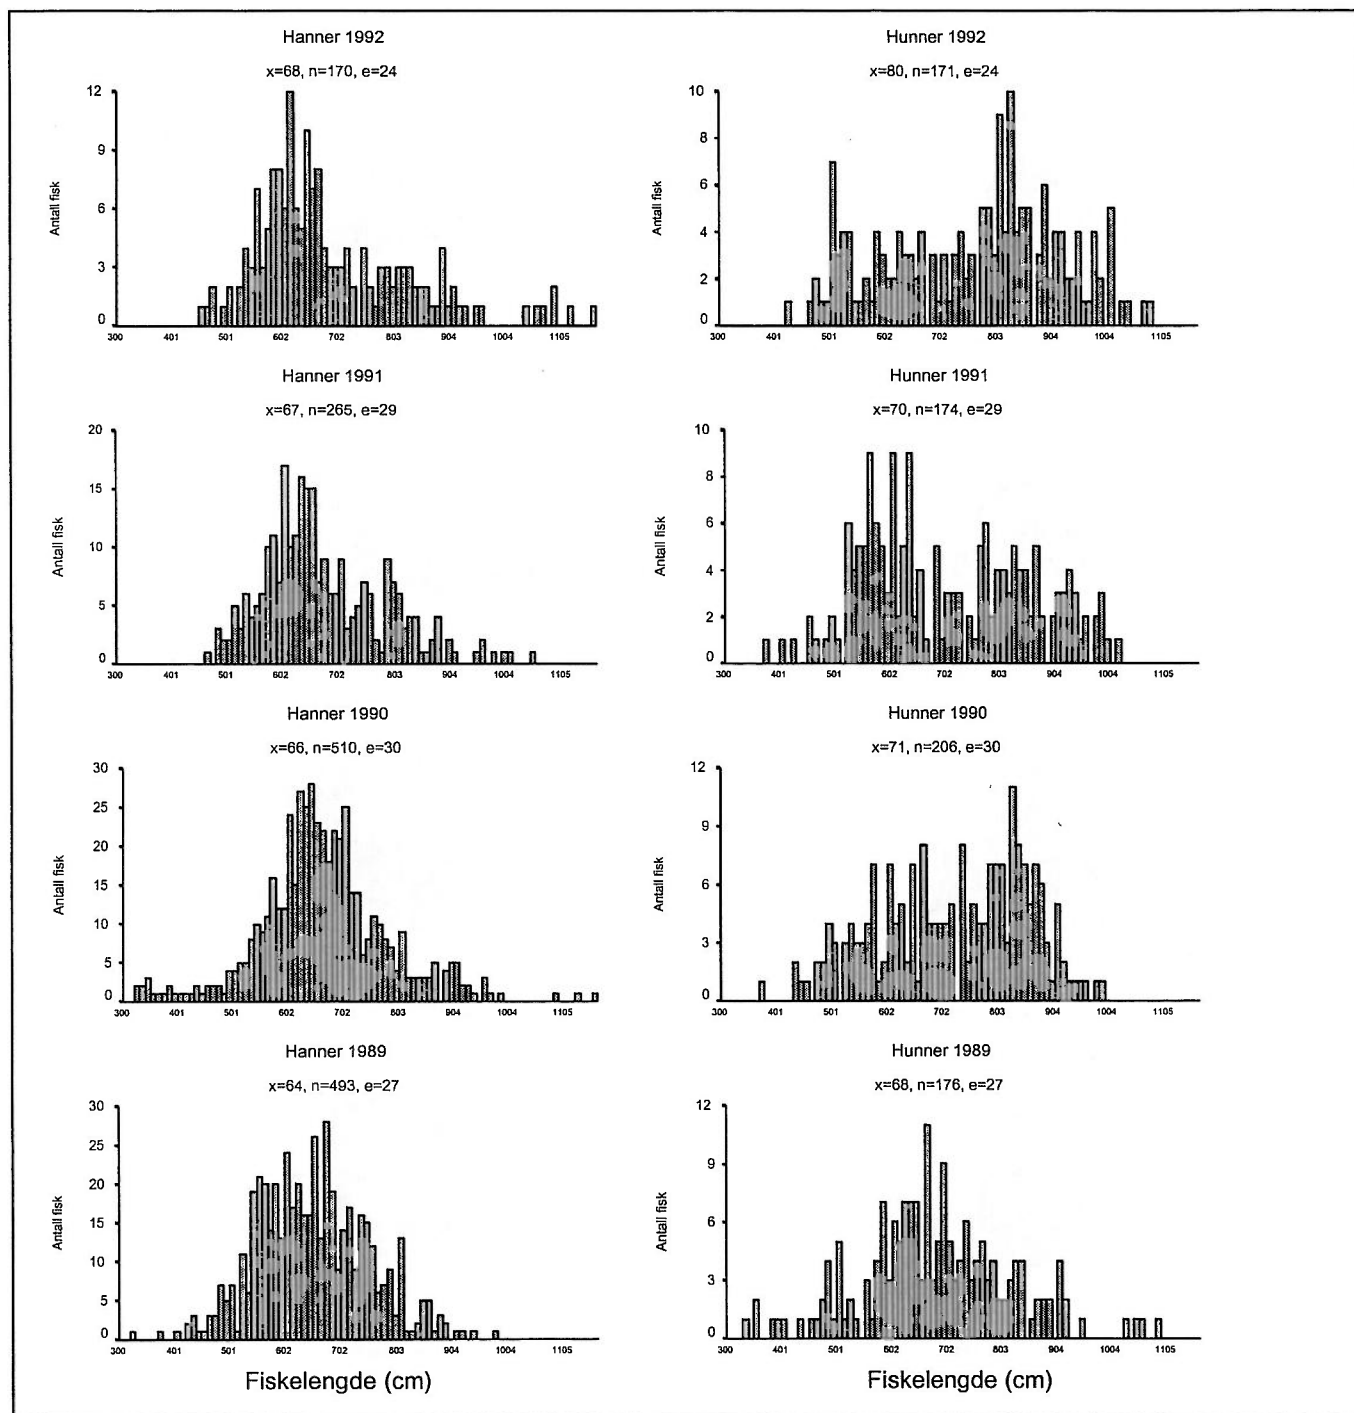 Hanner 1992
x=68, n=170, e=24
Antall fisk
12
9
6
3
0
300 401 501 602 702 803 904 1004 1105
Hunner 1992
x=80, n=171, e=24
Antall fisk
10
8
6
4
2
0
300 401 501 602 702 803 904 1004 1105
Hanner 1991
x=67, n=265, e=29
Antall fisk
20
15
10
5
0
300 401 501 602 702 803 904 1004 1105
Hunner 1991
x=70, n=174, e=29
Antall fisk
10
8
6
4
2
0
300 401 501 602 702 803 904 1004 1105
Hanner 1990
x=66, n=510, e=30
Antall fisk
30
25
20
15
10
5
0
300 401 501 602 702 803 904 1004 1105
Hunner 1990
x=71, n=206, e=30
Antall fisk
12
9
6
3
0
300 401 501 602 702 803 904 1004 1105
Hanner 1989
x=64, n=493, e=27
Antall fisk
30
25
20
15
10
5
0
300 401 501 602 702 803 904 1004 1105
Fiskelengde (cm)
Hunner 1989
x=68, n=176, e=27
Antall fisk
12
9
6
3
0
300 401 501 602 702 803 904 1004 1105
Fiskelengde (cm)